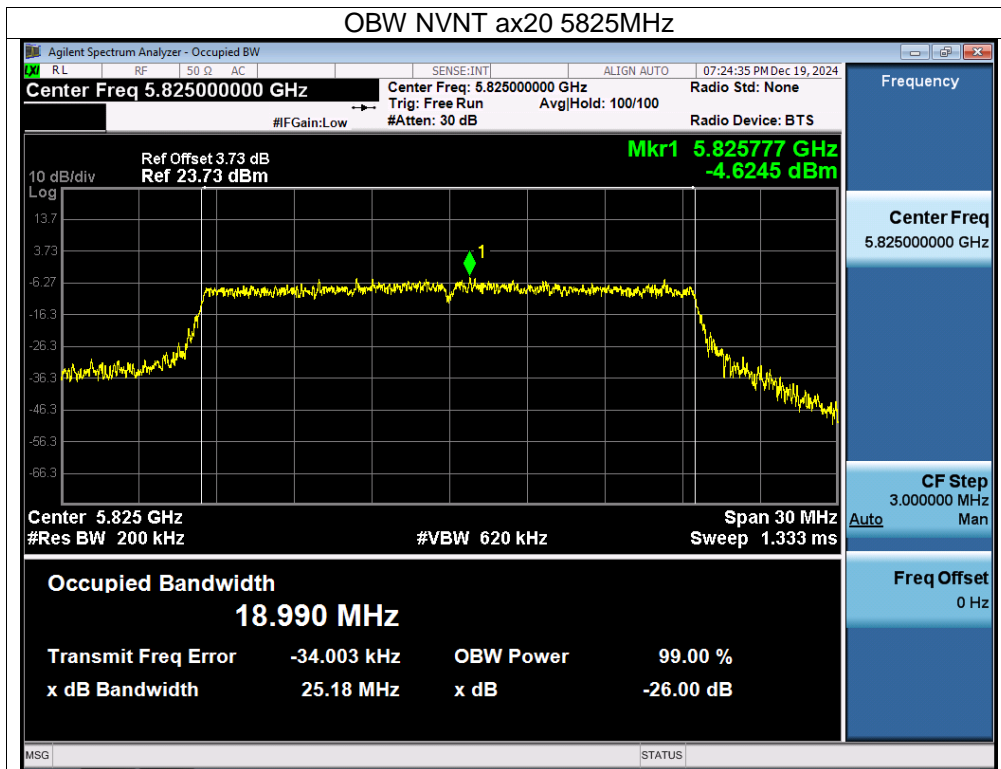 OBW NVNT ax20 5825MHz
Agilent Spectrum Analyzer - Occupied BW
LXI RL RF 50 Ω AC SENSE:INT ALIGN AUTO 07:24:35 PM Dec 19, 2024
Center Freq 5.825000000 GHz
Center Freq: 5.825000000 GHz
Radio Std: None
Trig: Free Run Avg|Hold: 100/100
#IFGain:Low
#Atten: 30 dB
Radio Device: BTS
Mkr1 5.825777 GHz
-4.6245 dBm
Ref Offset 3.73 dB
10 dB/div Ref 23.73 dBm
Log
13.7
3.73
-6.27
-16.3
-26.3
-36.3
-46.3
-56.3
-66.3
1
Center 5.825 GHz Span 30 MHz
#Res BW 200 kHz #VBW 620 kHz Sweep 1.333 ms
Occupied Bandwidth
18.990 MHz
Transmit Freq Error -34.003 kHz OBW Power 99.00 %
x dB Bandwidth 25.18 MHz x dB -26.00 dB
MSG STATUS
Frequency
Center Freq
5.825000000 GHz
CF Step
3.000000 MHz
Auto Man
Freq Offset
0 Hz